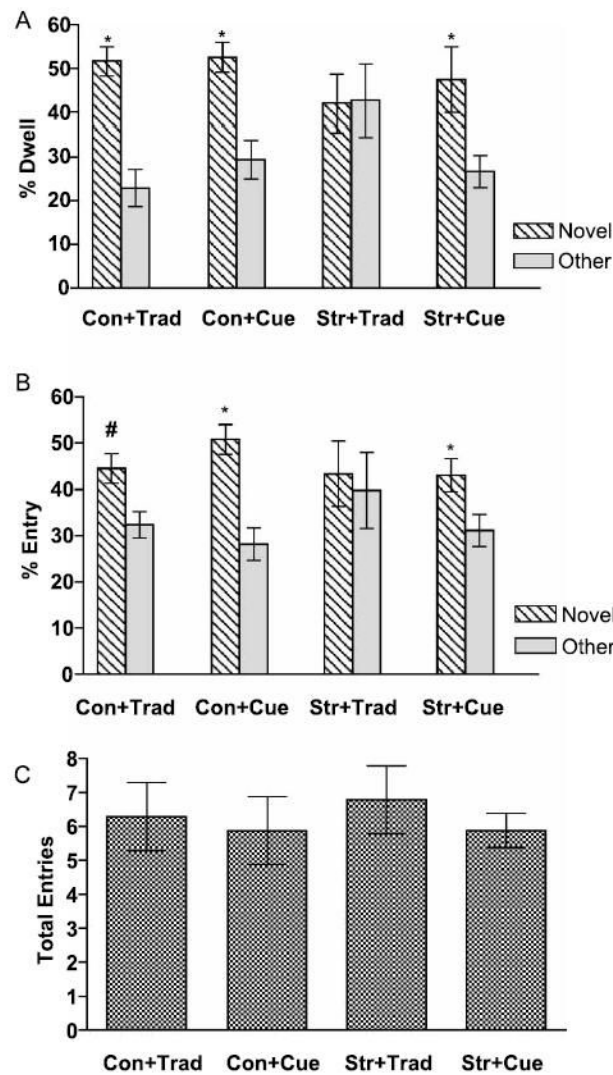 A
60
50
40
30
20
10
0
% Dwell
*
*
*
Novel
Other
Con+Trad Con+Cue Str+Trad Str+Cue
B
60
50
40
30
20
10
0
% Entry
#
*
*
Novel
Other
Con+Trad Con+Cue Str+Trad Str+Cue
C
8
7
6
5
4
3
2
1
0
Total Entries
Con+Trad Con+Cue Str+Trad Str+Cue